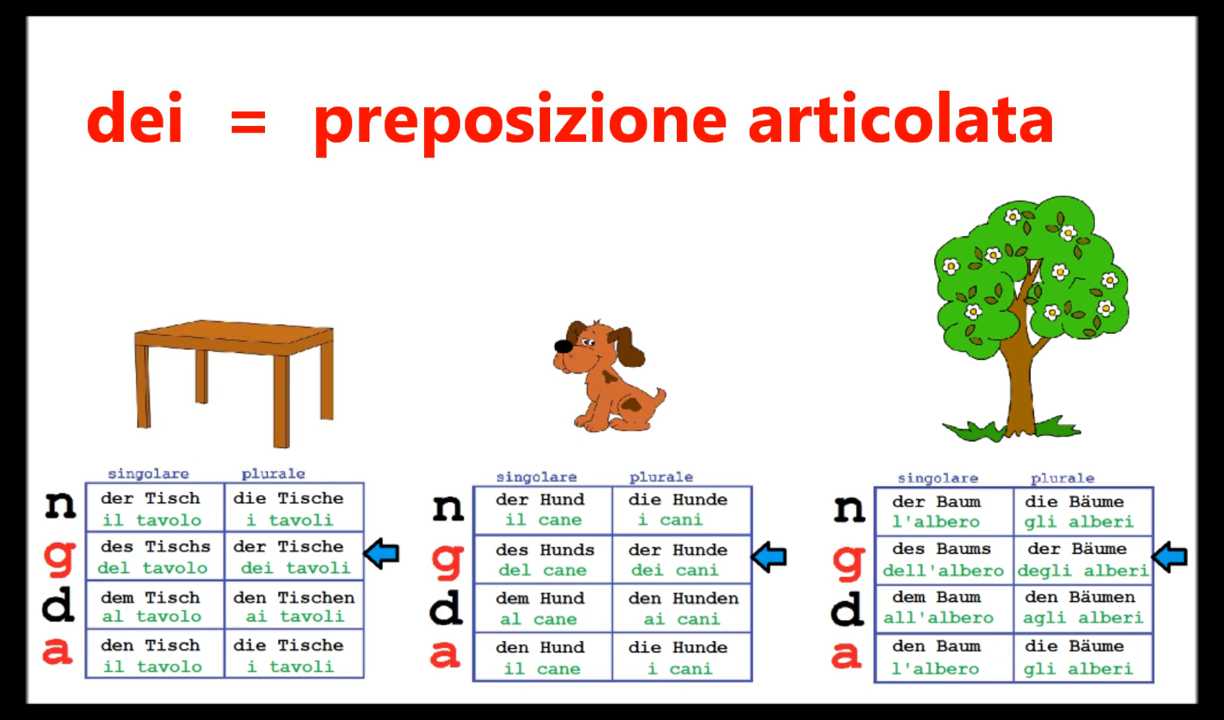 dei = preposizione articolata
singolare plurale
n der Tisch die Tische
il tavolo i tavoli
g des Tischs der Tische
del tavolo dei tavoli
d dem Tisch den Tischen
al tavolo ai tavoli
a den Tisch die Tische
il tavolo i tavoli
singolare plurale
n der Hund die Hunde
il cane i cani
g des Hunds der Hunde
del cane dei cani
d dem Hund den Hunden
al cane ai cani
a den Hund die Hunde
il cane i cani
singolare plurale
n der Baum die Bäume
l'albero gli alberi
g des Baums der Bäume
dell'albero degli alberi
d dem Baum den Bäumen
all'albero agli alberi
a den Baum die Bäume
l'albero gli alberi